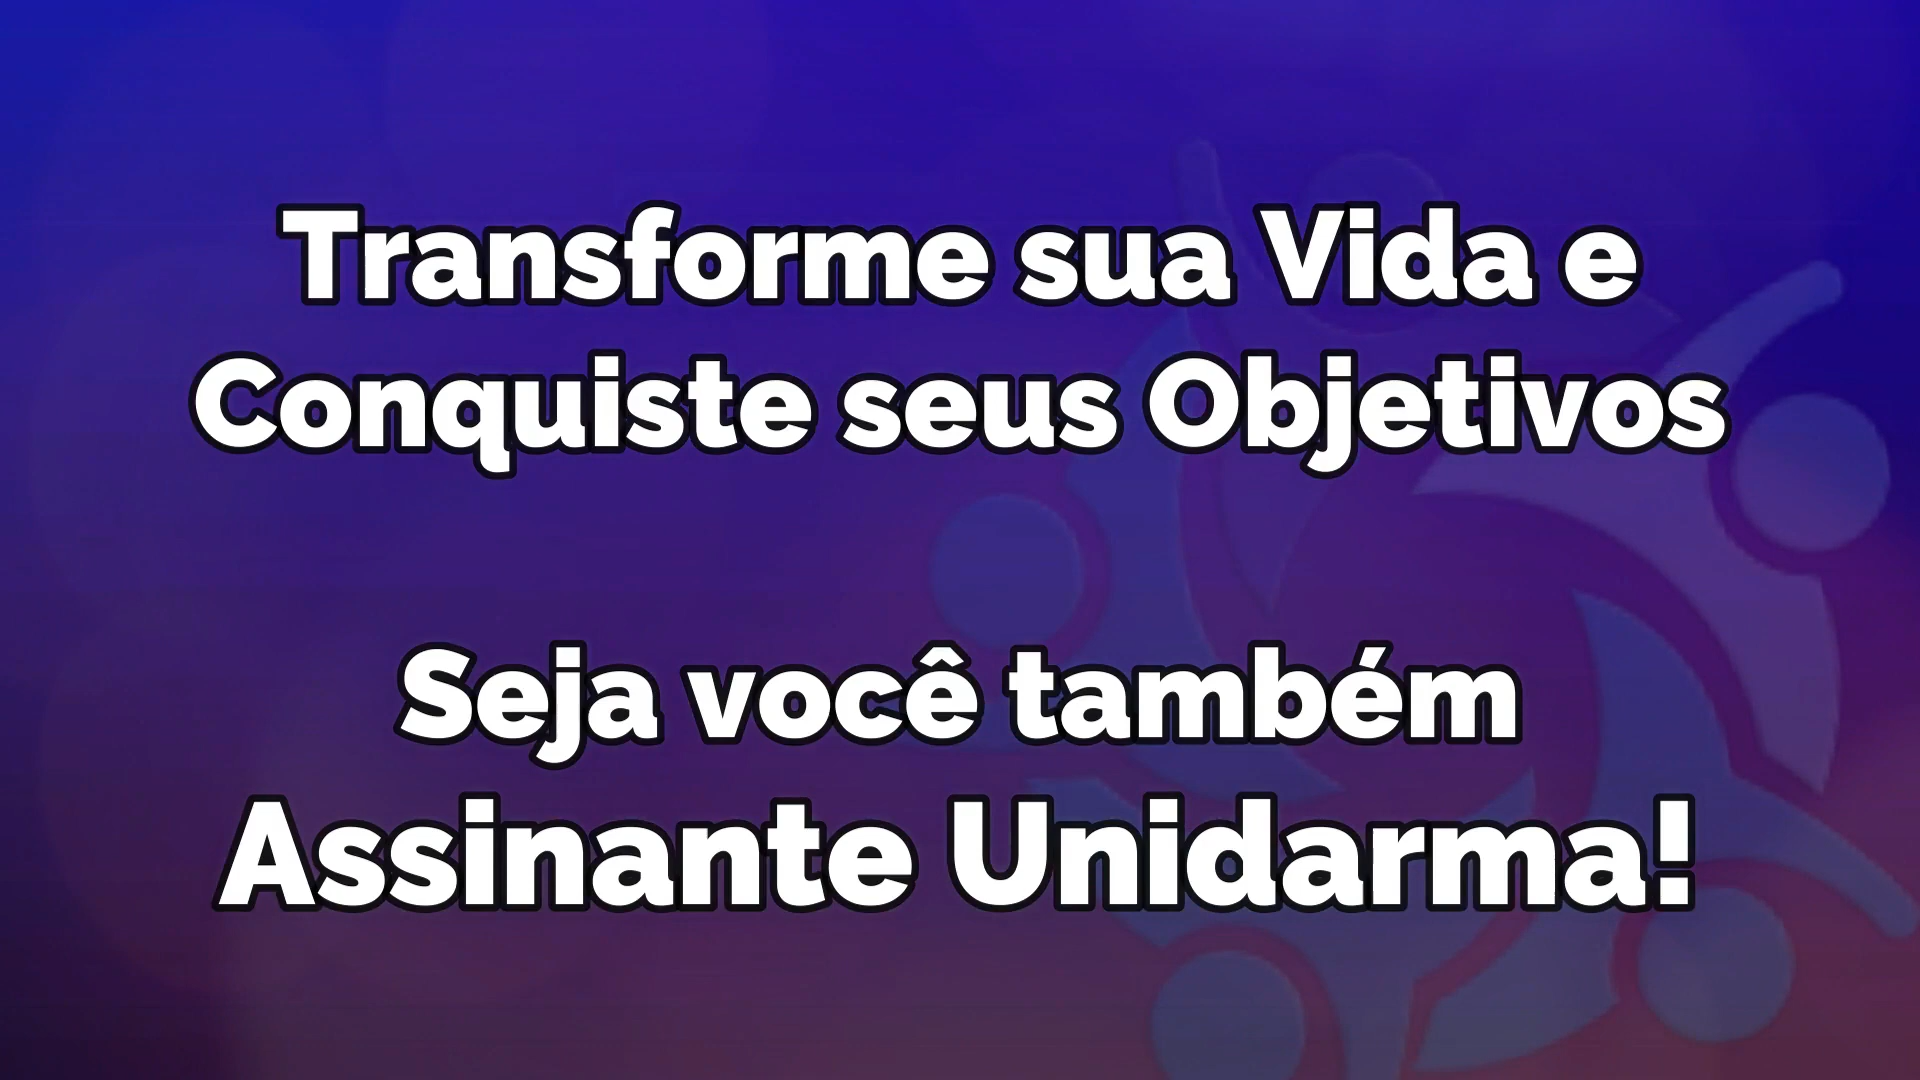 Transforme sua Vida e
Conquiste seus Objetivos
Seja você também
Assinante Unidarma!